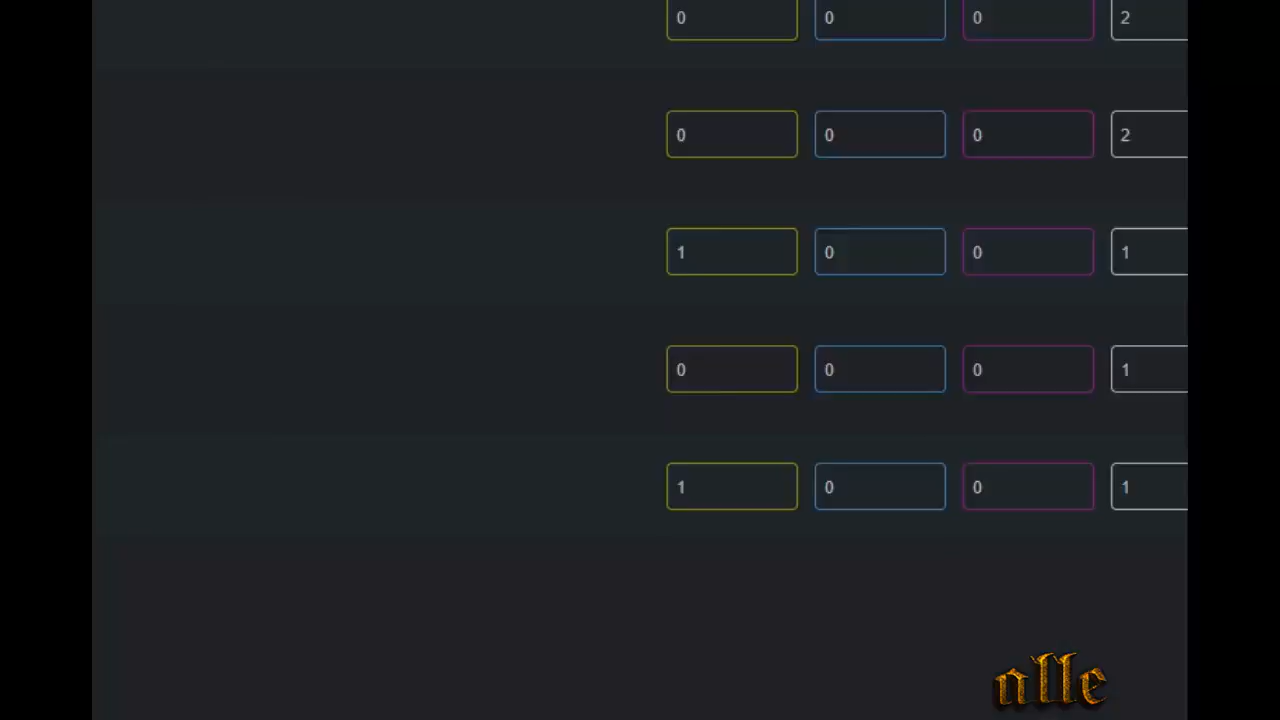 0 0 0 2
0 0 0 2
1 0 0 1
0 0 0 1
1 0 0 1
alle